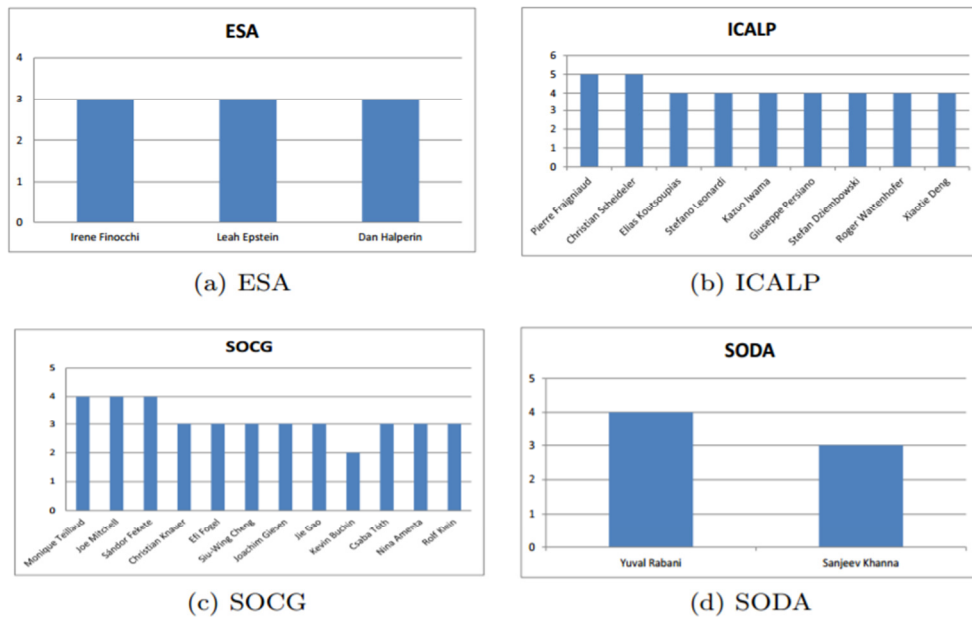 ESA
4
3
2
1
0
Irene Finocchi Leah Epstein Dan Halperin
(a) ESA
ICALP
6
5
4
3
2
1
0
Pierre Fraigniaud
Christian Scheideler
Elias Koutsoupias
Stefano Leonardi
Kazuo Iwama
Giuseppe Persiano
Stefan Dziembowski
Roger Wattenhofer
Xiaotie Deng
(b) ICALP
SOCG
5
4
3
2
1
0
Monique Teillaud
Joe Mitchell
Sándor Fekete
Christian Knauer
Efi Fogel
Siu-Wing Cheng
Joachim Giesen
Jie Gao
Kevin Buchin
Csaba Tóth
Nina Amenta
Rolf Klein
(c) SOCG
SODA
5
4
3
2
1
0
Yuval Rabani Sanjeev Khanna
(d) SODA